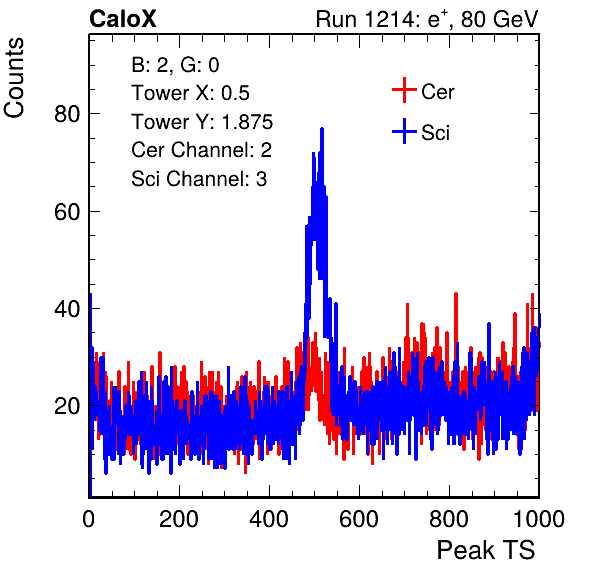 CaloX Run 1214: e⁺, 80 GeV
Counts
B: 2, G: 0
Tower X: 0.5
Tower Y: 1.875
Cer Channel: 2
Sci Channel: 3
Cer
Sci
80
60
40
20
0 200 400 600 800 1000
Peak TS